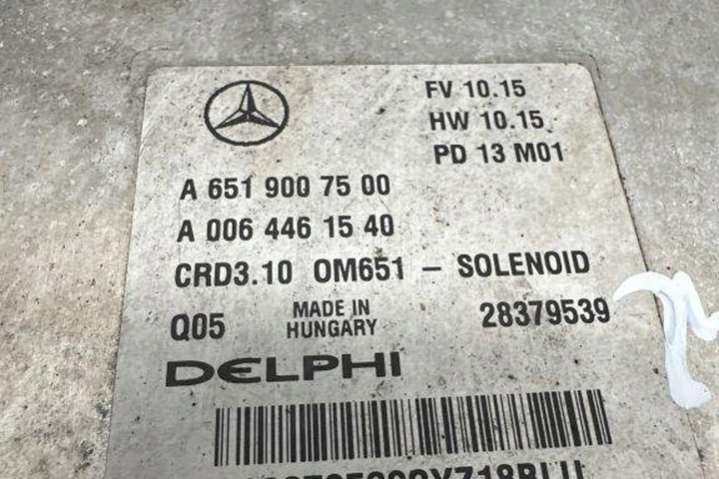 FV 10.15
HW 10.15
PD 13 M01
A 651 900 75 00
A 006 446 15 40
CRD3.10 OM651 - SOLENOID
Q05 MADE IN HUNGARY 28379539
DELPHI